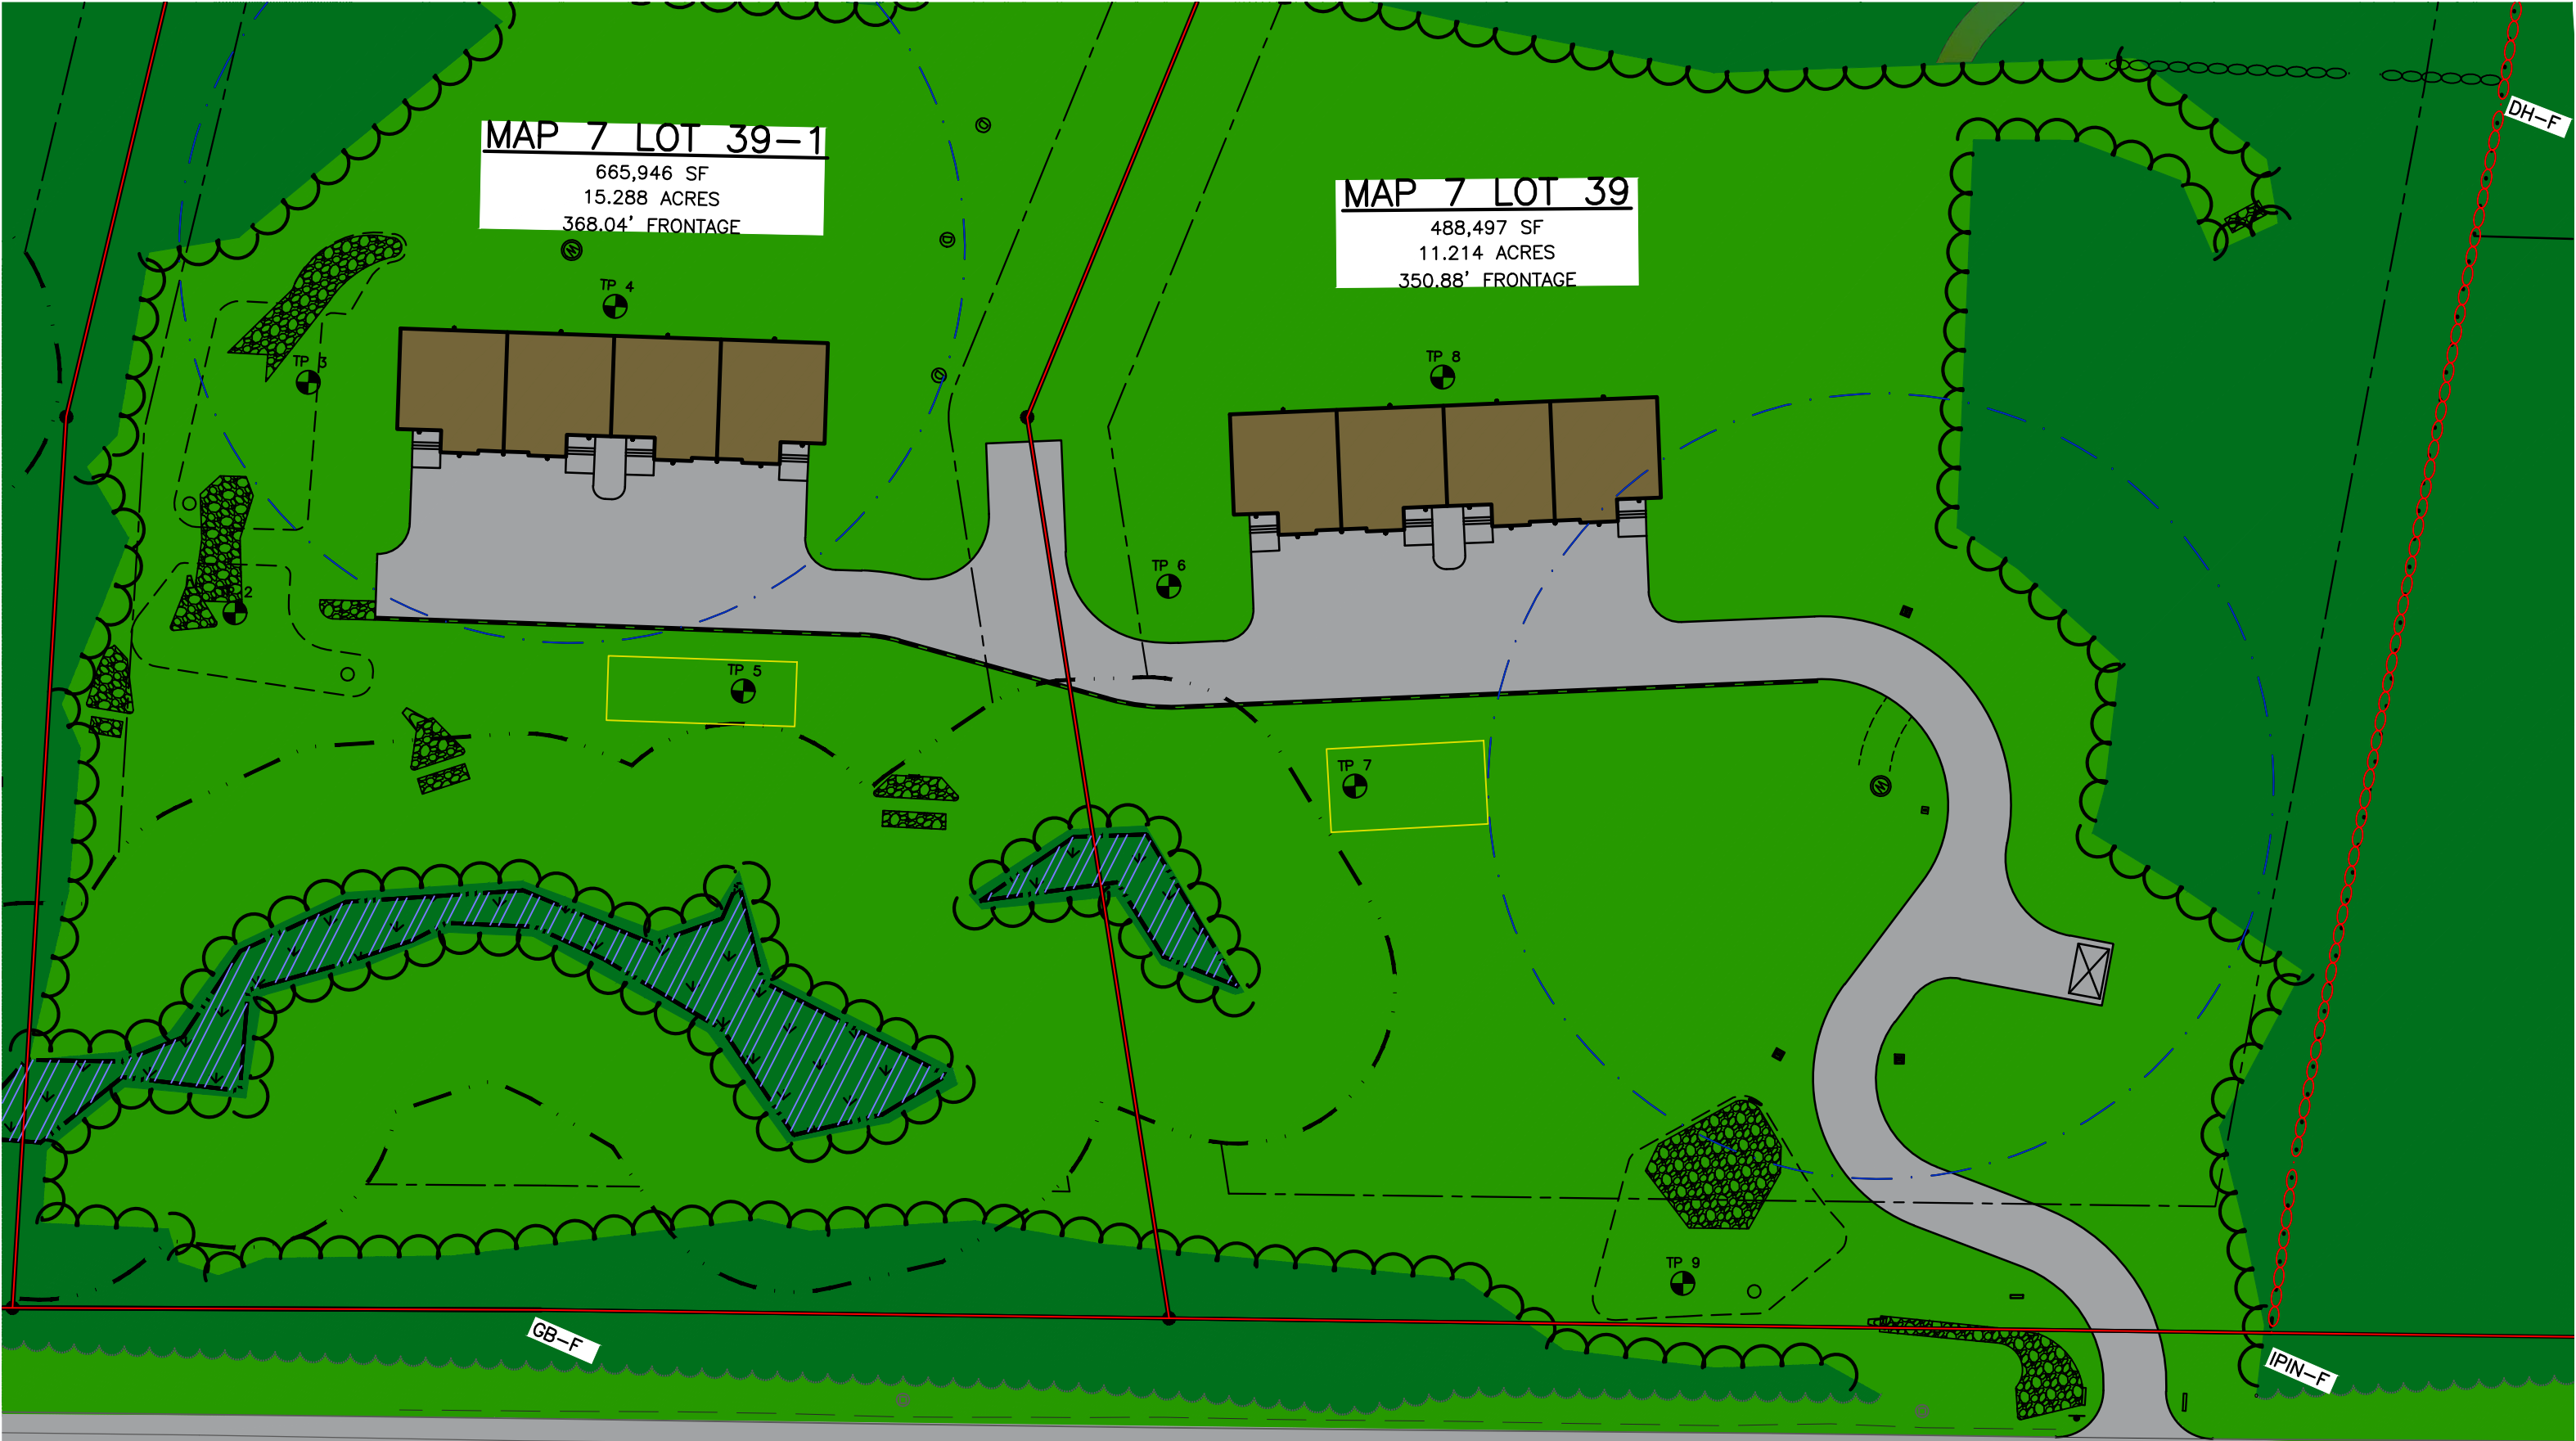 MAP 7 LOT 39-1
665,946 SF
15.288 ACRES
368.04' FRONTAGE
MAP 7 LOT 39
488,497 SF
11.214 ACRES
350.88' FRONTAGE
DH-F
D
D
D
W
TP 4
TP 3
TP 8
TP 6
2
TP 5
TP 7
W
TP 9
GB-F
IPIN-F